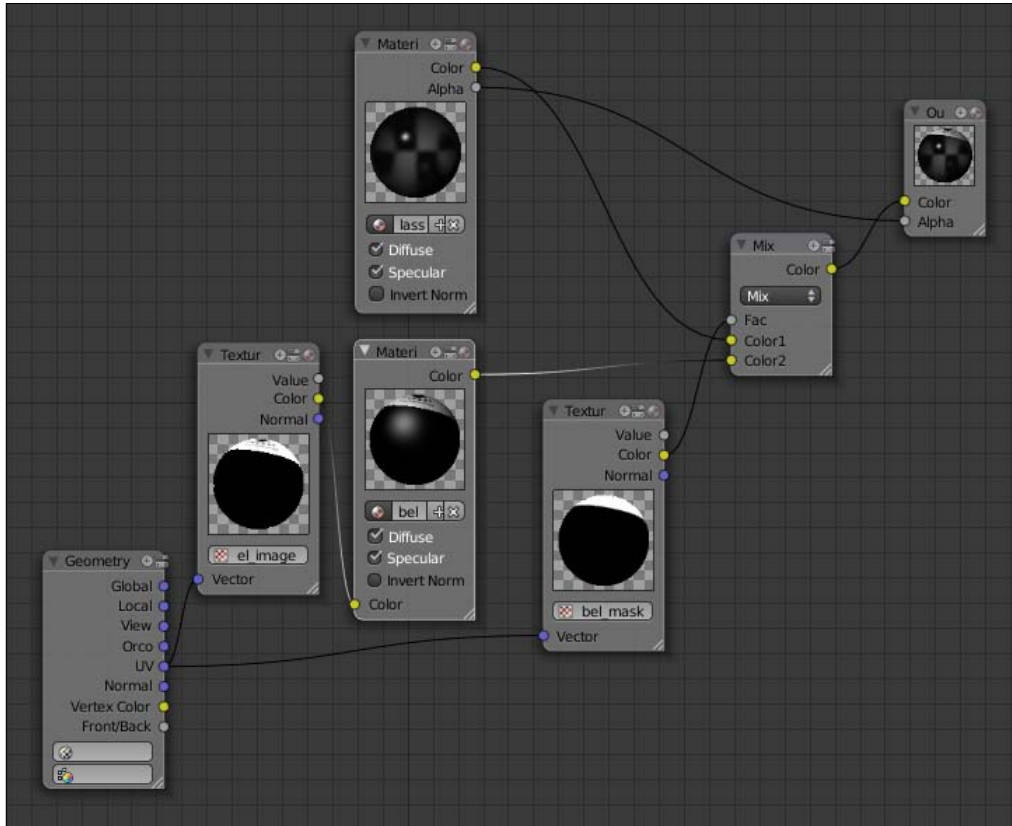 Materi
Color
Alpha
lass
Diffuse
Specular
Invert Norm
Ou
Color
Alpha
Mix
Color
Mix
Fac
Color1
Color2
Textur
Value
Color
Normal
el_image
Vector
Materi
Color
bel
Diffuse
Specular
Invert Norm
Color
Textur
Value
Color
Normal
bel_mask
Vector
Geometry
Global
Local
View
Orco
UV
Normal
Vertex Color
Front/Back